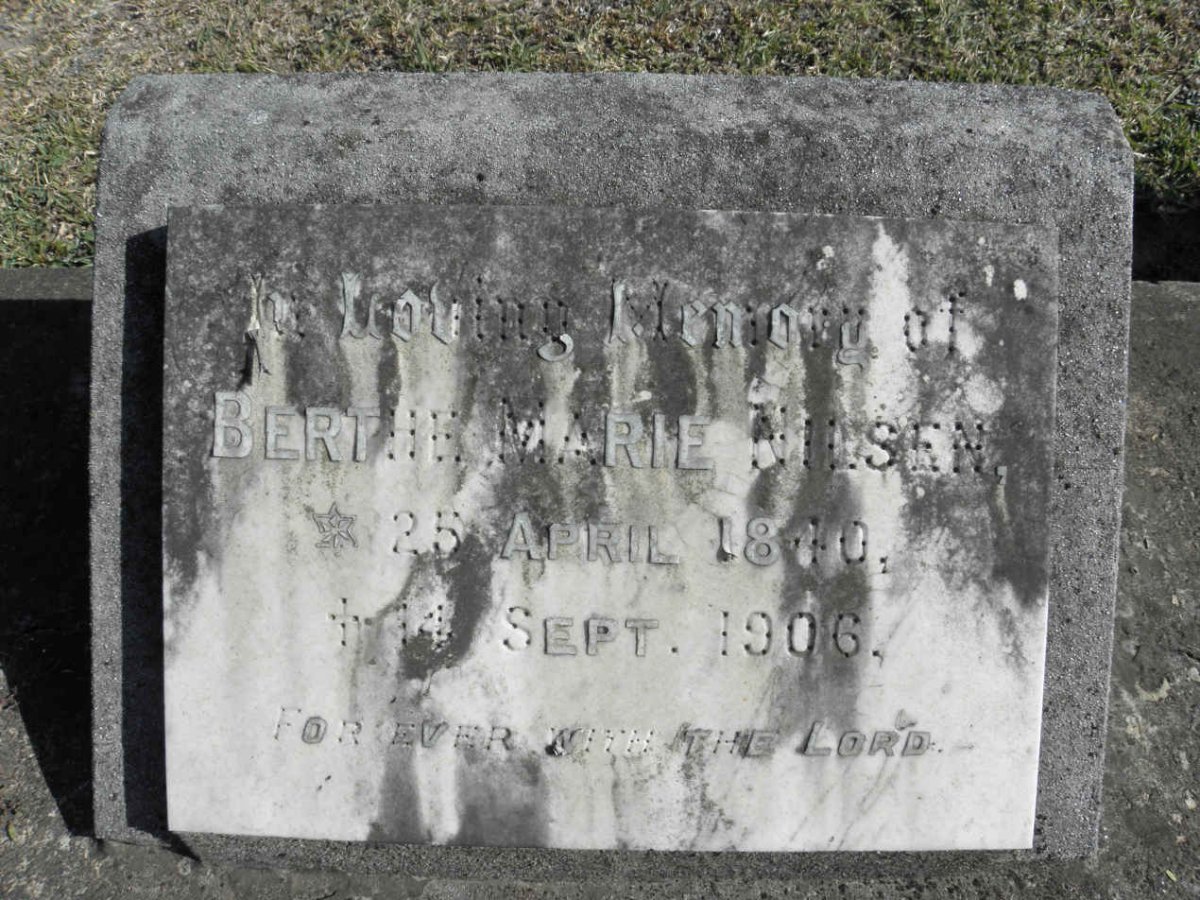 In Loving Memory of
BERTHE MARIE NILSEN,
☆ 25 APRIL 1840,
† 14 SEPT. 1906.
FOR EVER WITH THE LORD.